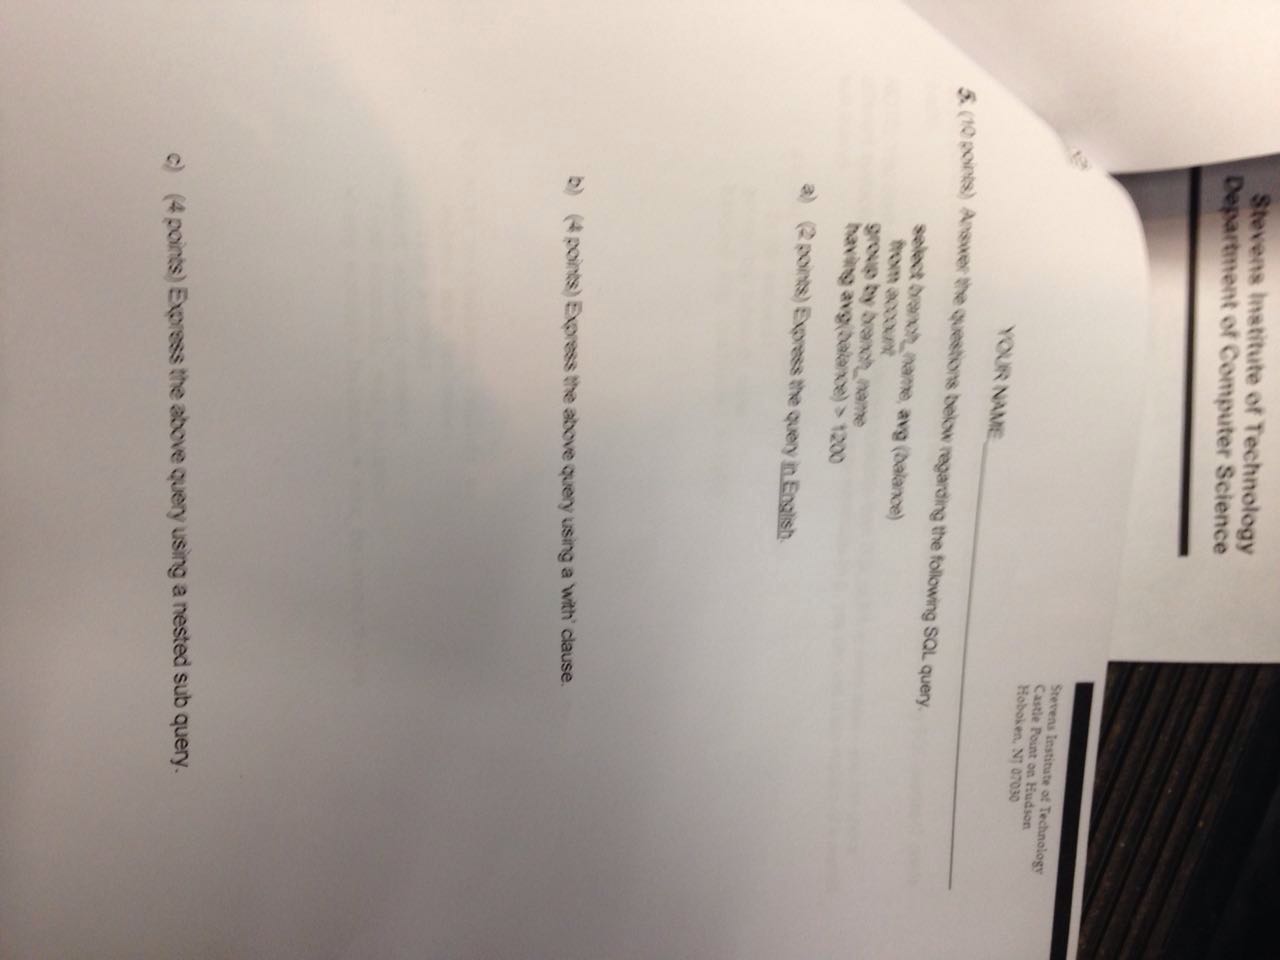 Stevens Institute of Technology
Department of Computer Science
Stevens Institute of Technology
Castle Point on Hudson
Hoboken, NJ 07030
YOUR NAME
5. (10 points) Answer the questions below regarding the following SQL query.
select branch_name, avg (balance)
from account
group by branch_name
having avg(balance) > 1200
a) (2 points) Express the query in English.
b) (4 points) Express the above query using a 'with' clause.
c) (4 points) Express the above query using a nested sub query.